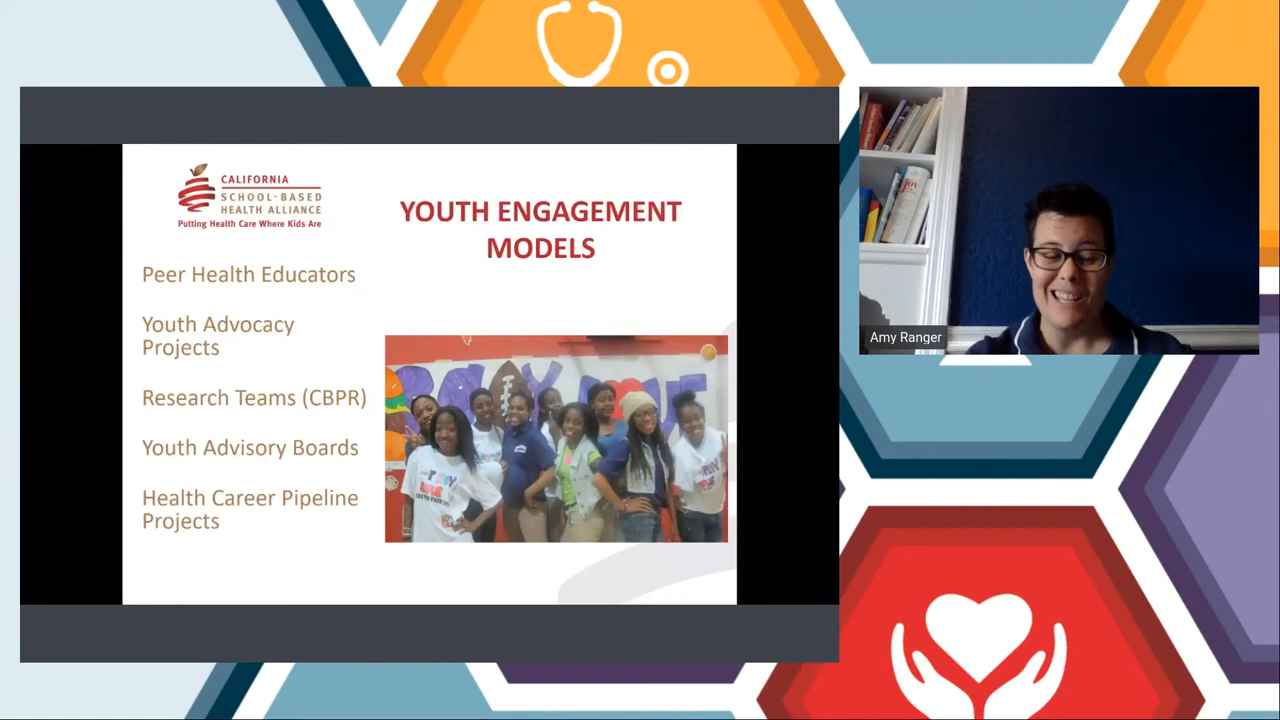 CALIFORNIA
SCHOOL-BASED
HEALTH ALLIANCE
Putting Health Care Where Kids Are
YOUTH ENGAGEMENT
MODELS
Peer Health Educators
Youth Advocacy
Projects
Research Teams (CBPR)
Youth Advisory Boards
Health Career Pipeline
Projects
Amy Ranger